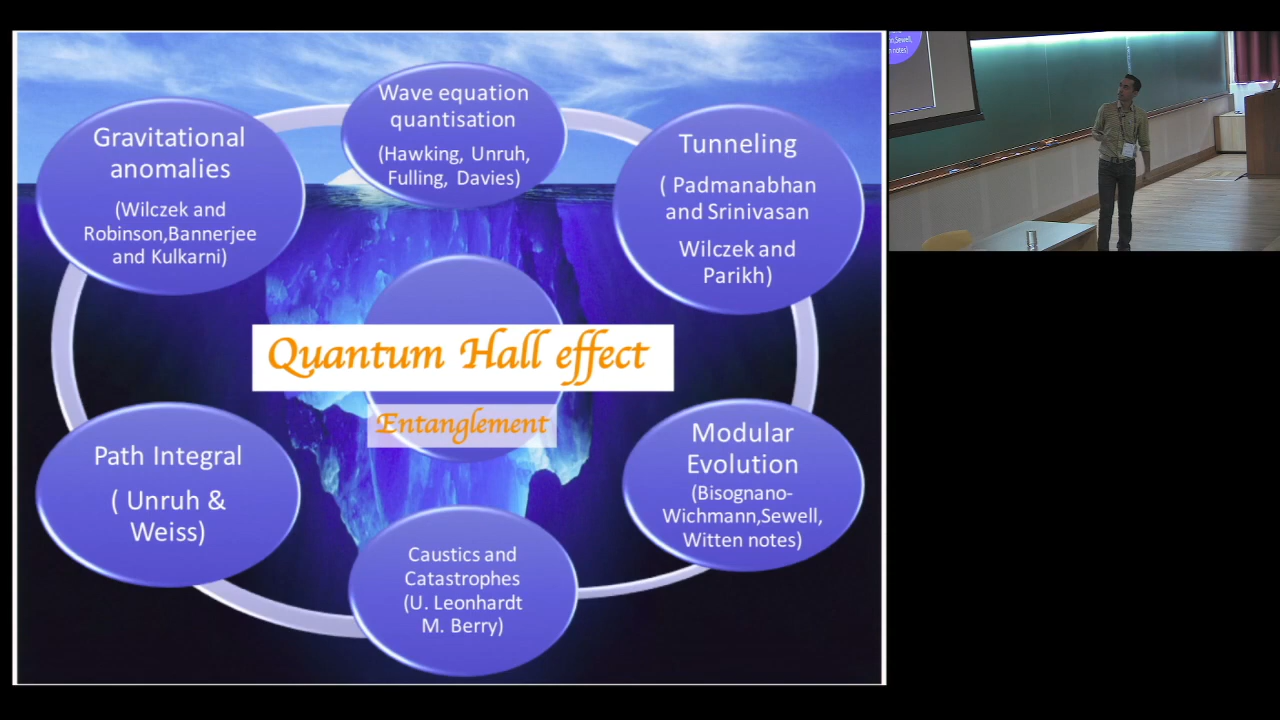 Wave equation
quantisation
(Hawking, Unruh,
Fulling, Davies)
Gravitational
anomalies
(Wilczek and
Robinson,Bannerjee
and Kulkarni)
Tunneling
( Padmanabhan
and Srinivasan
Wilczek and
Parikh)
Quantum Hall effect
Entanglement
Path Integral
( Unruh &
Weiss)
Modular
Evolution
(Bisognano-
Wichmann,Sewell,
Witten notes)
Caustics and
Catastrophes
(U. Leonhardt
M. Berry)
n,Sewell,
n notes)